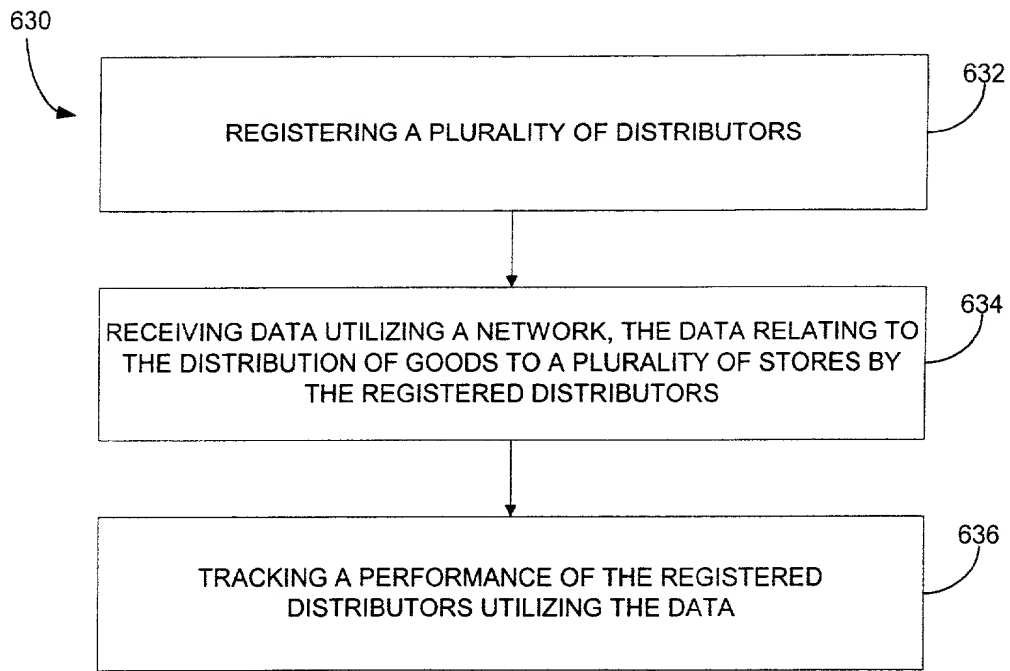 630
632
REGISTERING A PLURALITY OF DISTRIBUTORS
634
RECEIVING DATA UTILIZING A NETWORK, THE DATA RELATING TO
THE DISTRIBUTION OF GOODS TO A PLURALITY OF STORES BY
THE REGISTERED DISTRIBUTORS
636
TRACKING A PERFORMANCE OF THE REGISTERED
DISTRIBUTORS UTILIZING THE DATA